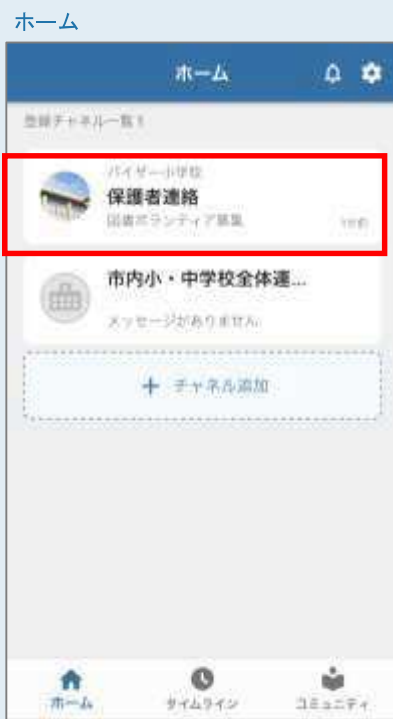 ホーム
ホーム
登録チャネル一覧
バイザー小学校
保護者連絡
図書ボランティア募集
市内小・中学校全体連...
メッセージがありません
+ チャネル追加
ホーム
タイムライン
コミュニティ